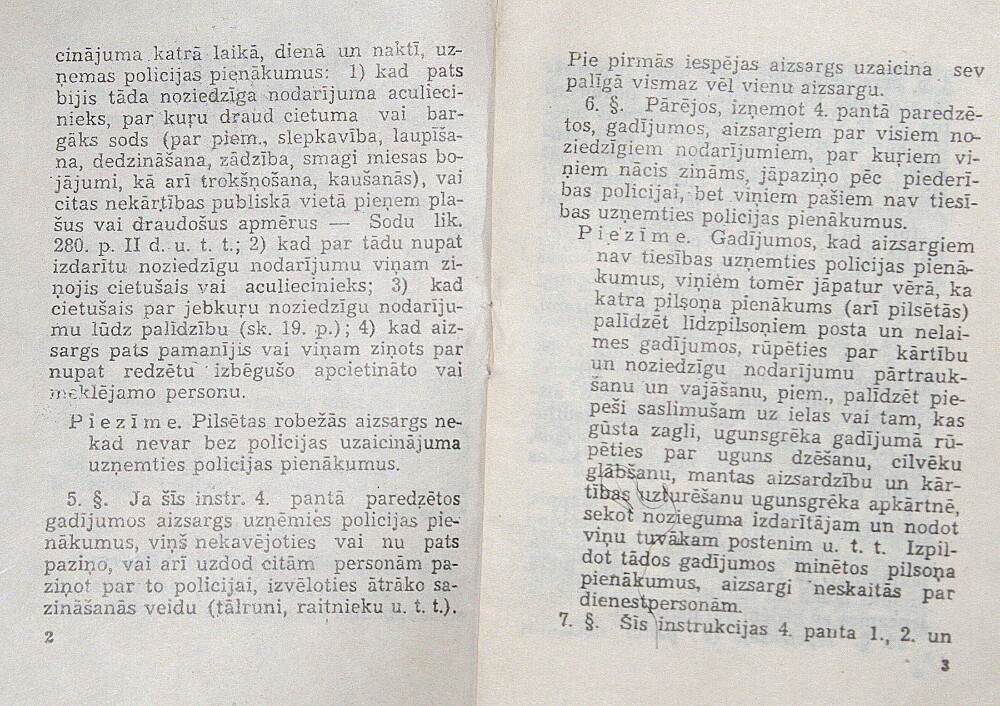 cinājuma katrā laikā, dienā un naktī, uz-
ņemas policijas pienākumus: 1) kad pats
bijis tāda noziedzīga nodarījuma aculieci-
nieks, par kuŗu draud cietuma vai bar-
gāks sods (par piem., slepkavība, laupīša-
na, dedzināšana, zādzība, smagi miesas bo-
jājumi, kā arī trokšņošana, kaušanās), vai
citas nekārtības publiskā vietā pieņem pla-
šus vai draudošus apmērus — Sodu lik.
280. p. II d. u. t. t.; 2) kad par tādu nupat
izdarītu noziedzīgu nodarījumu viņam zi-
ņojis cietušais vai aculiecinieks; 3) kad
cietušais par jebkuŗu noziedzīgu nodarīju-
mu lūdz palīdzību (sk. 19. p.); 4) kad aiz-
sargs pats pamanījis vai viņam ziņots par
nupat redzētu izbēgušo apcietināto vai
meklējamo personu.
Piezīme. Pilsētas robežās aizsargs ne-
kad nevar bez policijas uzaicinājuma
uzņemties policijas pienākumus.
5. §. Ja šīs instr. 4. pantā paredzētos
gadījumos aizsargs uzņēmies policijas pie-
nākumus, viņš nekavējoties vai nu pats
paziņo, vai arī uzdod citām personām pa-
ziņot par to policijai, izvēloties ātrāko sa-
zināšanās veidu (tālruni, raitnieku u. t. t.).
2
Pie pirmās iespējas aizsargs uzaicina sev
palīgā vismaz vēl vienu aizsargu.
6. §. Pārējos, izņemot 4. pantā paredzē-
tos, gadījumos, aizsargiem par visiem no-
ziedzīgiem nodarījumiem, par kuŗiem vi-
ņiem nācis zināms, jāpaziņo pēc piederī-
bas policijai, bet viņiem pašiem nav tiesī-
bas uzņemties policijas pienākumus.
Piezīme. Gadījumos, kad aizsargiem
nav tiesības uzņemties policijas pienā-
kumus, viņiem tomēr jāpatur vērā, ka
katra pilsoņa pienākums (arī pilsētās)
palīdzēt līdzpilsoņiem posta un nelai-
mes gadījumos, rūpēties par kārtību
un noziedzīgu nodarījumu pārtrauk-
šanu un vajāšanu, piem., palīdzēt pie-
peši saslimušam uz ielas vai tam, kas
gūsta zagli, ugunsgrēka gadījumā rū-
pēties par uguns dzēšanu, cilvēku
glābšanu, mantas aizsardzību un kār-
tības uzturēšanu ugunsgrēka apkārtnē,
sekot nozieguma izdarītājam un nodot
viņu tuvākam postenim u. t. t. Izpil-
dot tādos gadījumos minētos pilsoņa
pienākumus, aizsargi neskaitās par
dienestpersonām.
7. §. Šīs instrukcijas 4. panta 1., 2. un
3